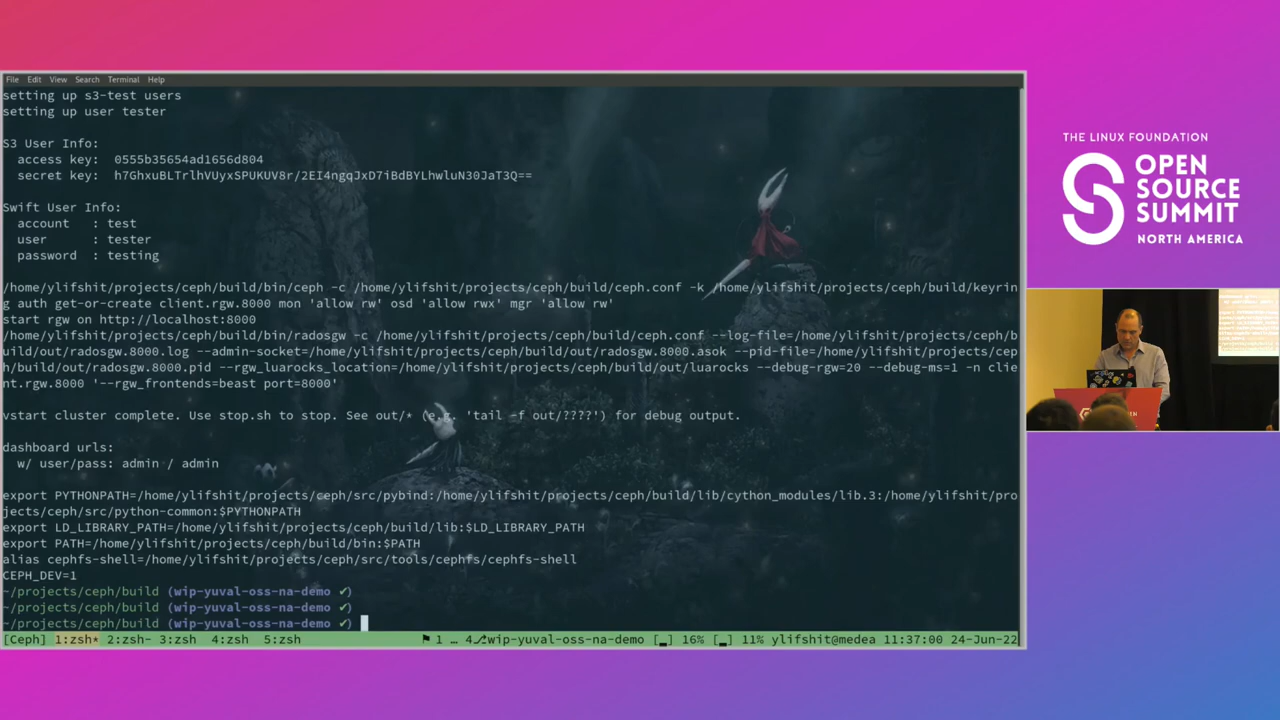 File Edit View Search Terminal Help
setting up s3-test users
setting up user tester
S3 User Info:
access key: 0555b35654ad1656d804
secret key: h7GhxuBLTrlhVUyxSPUKUV8r/2EI4ngqJxD7iBdBYLhwluN30JaT3Q==
Swift User Info:
account : test
user : tester
password : testing
/home/ylifshit/projects/ceph/build/bin/ceph -c /home/ylifshit/projects/ceph/build/ceph.conf -k /home/ylifshit/projects/ceph/build/keyrin
g auth get-or-create client.rgw.8000 mon 'allow rw' osd 'allow rwx' mgr 'allow rw'
start rgw on http://localhost:8000
/home/ylifshit/projects/ceph/build/bin/radosgw -c /home/ylifshit/projects/ceph/build/ceph.conf --log-file=/home/ylifshit/projects/ceph/b
uild/out/radosgw.8000.log --admin-socket=/home/ylifshit/projects/ceph/build/out/radosgw.8000.asok --pid-file=/home/ylifshit/projects/cep
h/build/out/radosgw.8000.pid --rgw_luarocks_location=/home/ylifshit/projects/ceph/build/out/luarocks --debug-rgw=20 --debug-ms=1 -n clie
nt.rgw.8000 '--rgw_frontends=beast port=8000'
vstart cluster complete. Use stop.sh to stop. See out/* (e.g. 'tail -f out/????') for debug output.
dashboard urls:
w/ user/pass: admin / admin
export PYTHONPATH=/home/ylifshit/projects/ceph/src/pybind:/home/ylifshit/projects/ceph/build/lib/cython_modules/lib.3:/home/ylifshit/pro
jects/ceph/src/python-common:$PYTHONPATH
export LD_LIBRARY_PATH=/home/ylifshit/projects/ceph/build/lib:$LD_LIBRARY_PATH
export PATH=/home/ylifshit/projects/ceph/build/bin:$PATH
alias cephfs-shell=/home/ylifshit/projects/ceph/src/tools/cephfs/cephfs-shell
CEPH_DEV=1
~/projects/ceph/build (wip-yuval-oss-na-demo ✔)
~/projects/ceph/build (wip-yuval-oss-na-demo ✔)
~/projects/ceph/build (wip-yuval-oss-na-demo ✔)
[Ceph] 1:zsh* 2:zsh- 3:zsh 4:zsh 5:zsh ⚑ 1 … 4⎇wip-yuval-oss-na-demo [▂] 16% [▂] 11% ylifshit@medea 11:37:00 24-Jun-22
THE LINUX FOUNDATION
OPEN
SOURCE
SUMMIT
NORTH AMERICA